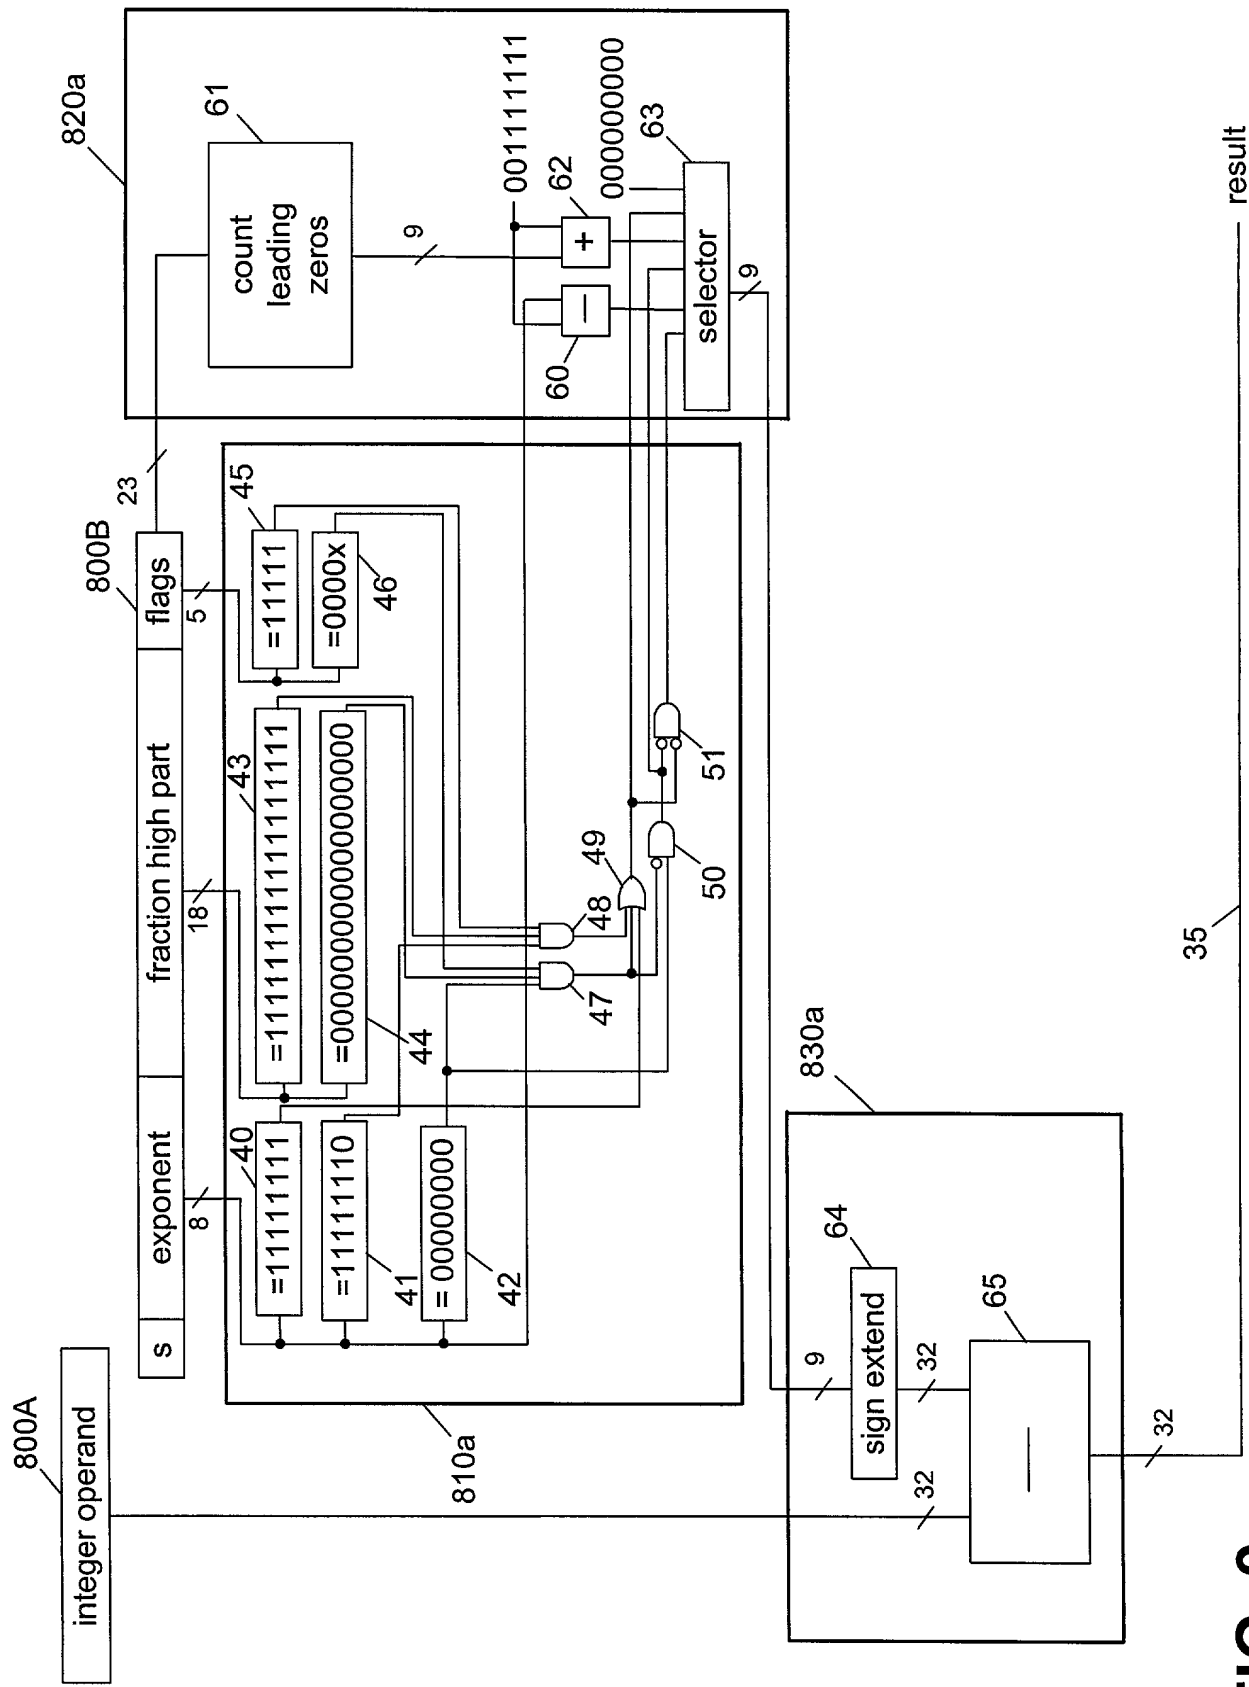 800A
integer operand
800B
s
exponent
fraction high part
flags
8
18
5
23
820a
61
count
leading
zeros
9
40
=11111111
=11111110
41
= 00000000
42
43
=111111111111111111
=000000000000000000
44
45
=11111
=0000x
46
47
48
49
50
51
810a
001111111
60
62
+
000000000
63
selector
9
830a
9
64
sign extend
32
32
65
32
35
result